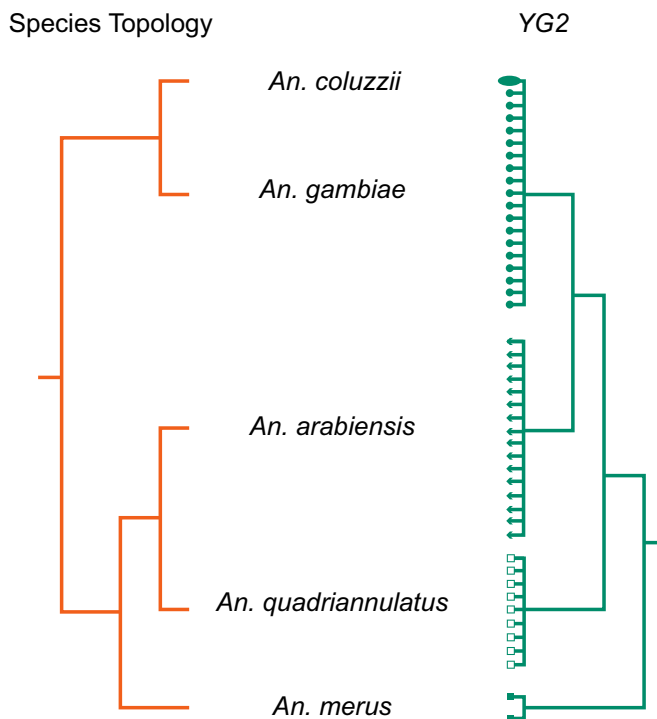 Species Topology
YG2
An. coluzzii
An. gambiae
An. arabiensis
An. quadriannulatus
An. merus